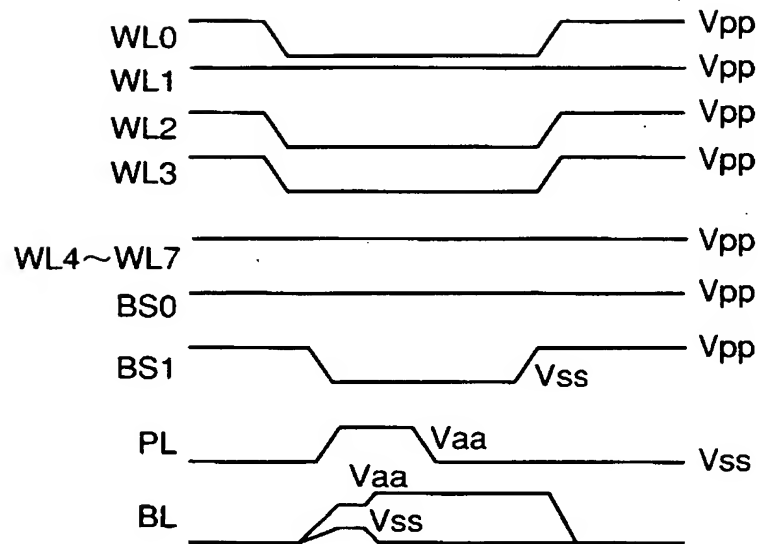 WL0 Vpp
WL1 Vpp
WL2 Vpp
WL3 Vpp
WL4~WL7 Vpp
BS0 Vpp
BS1 Vss Vpp
PL Vaa Vss
Vaa
BL Vss